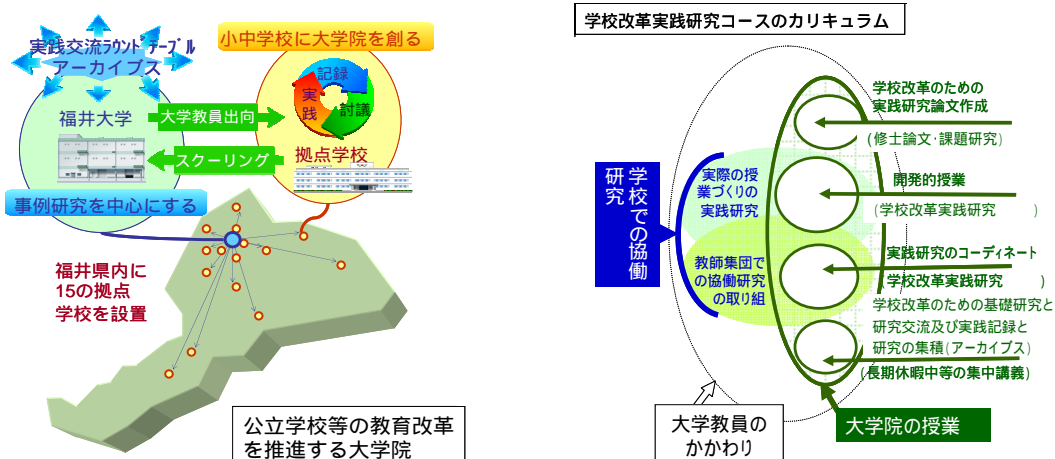 実践交流ﾗｳﾝﾄﾞﾃｰﾌﾞﾙ
アーカイブス
小中学校に大学院を創る
記録
実践
討議
福井大学
大学教員出向
スクーリング
拠点学校
事例研究を中心にする
福井県内に
15の拠点
学校を設置
公立学校等の教育改革
を推進する大学院
学校改革実践研究コースのカリキュラム
学校改革のための
実践研究論文作成
(修士論文･課題研究)
学校での協働
研究
実際の授
業づくりの
実践研究
開発的授業
(学校改革実践研究 )
教師集団で
の協働研究
の取り組
実践研究のコーディネート
(学校改革実践研究 )
学校改革のための基礎研究と
研究交流及び実践記録と
研究の集積(アーカイブス)
(長期休暇中等の集中講義)
大学教員の
かかわり
大学院の授業